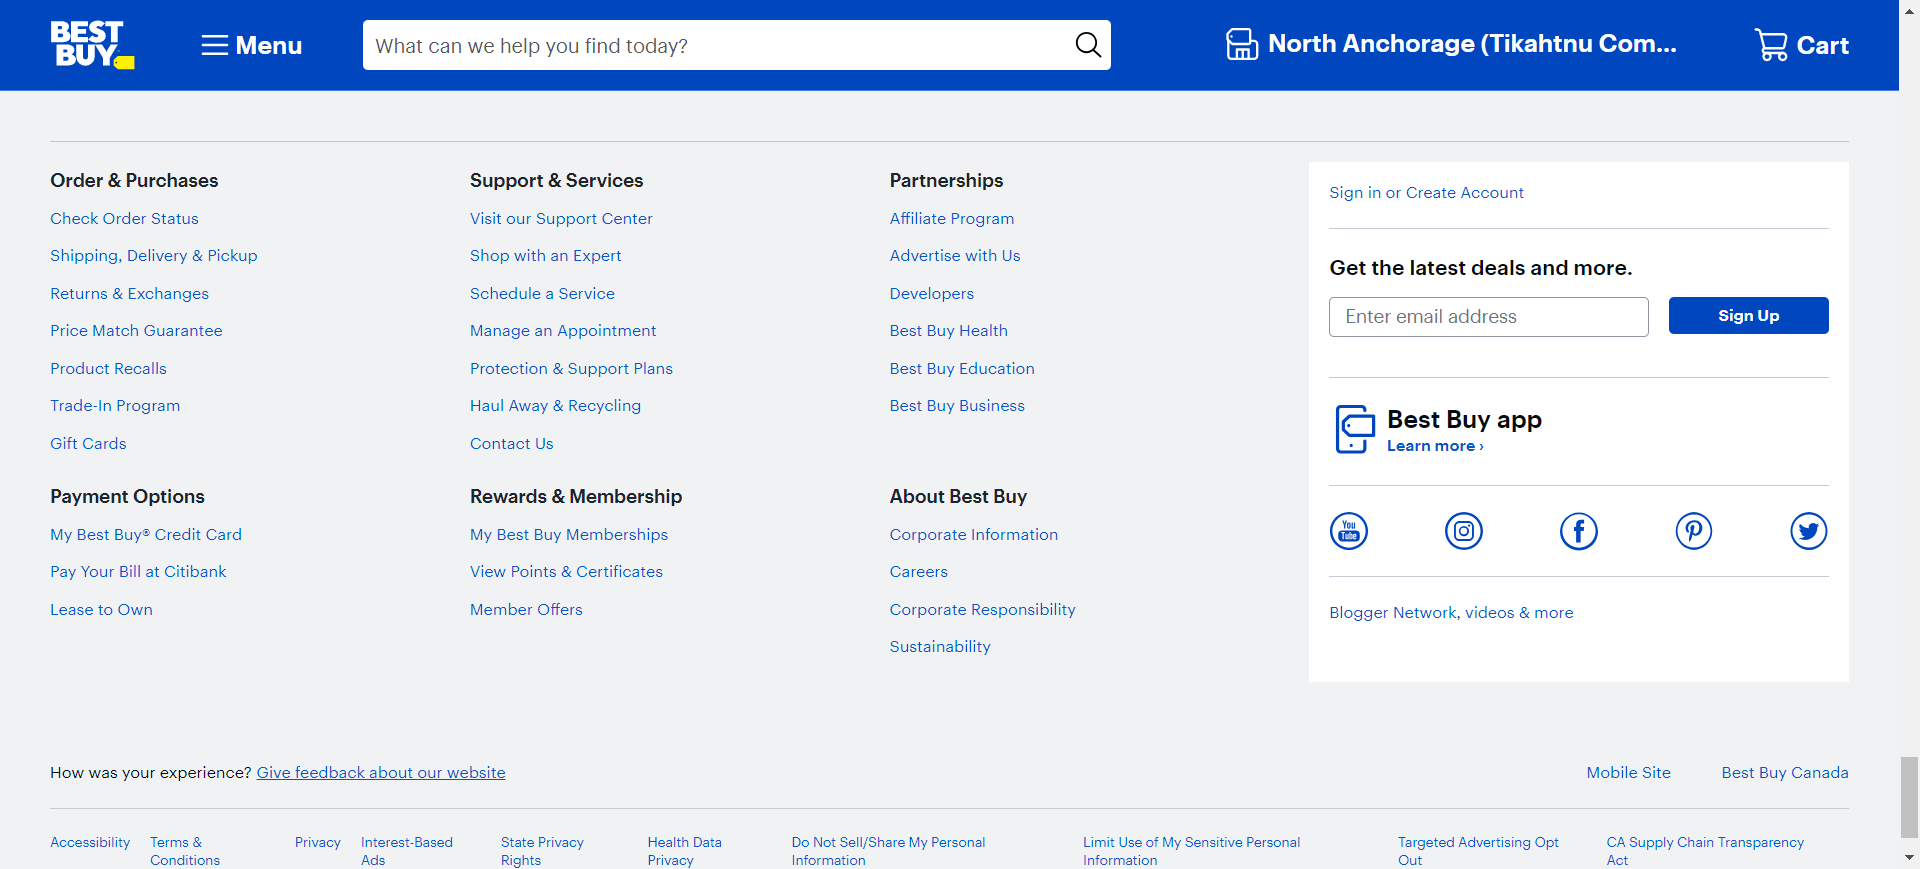 BEST BUY
Menu
What can we help you find today?
North Anchorage (Tikahtnu Com...
Cart
Order & Purchases
Check Order Status
Shipping, Delivery & Pickup
Returns & Exchanges
Price Match Guarantee
Product Recalls
Trade-In Program
Gift Cards
Support & Services
Visit our Support Center
Shop with an Expert
Schedule a Service
Manage an Appointment
Protection & Support Plans
Haul Away & Recycling
Contact Us
Partnerships
Affiliate Program
Advertise with Us
Developers
Best Buy Health
Best Buy Education
Best Buy Business
Payment Options
My Best Buy® Credit Card
Pay Your Bill at Citibank
Lease to Own
Rewards & Membership
My Best Buy Memberships
View Points & Certificates
Member Offers
About Best Buy
Corporate Information
Careers
Corporate Responsibility
Sustainability
Sign in or Create Account
Get the latest deals and more.
Enter email address
Sign Up
Best Buy app
Learn more ›
You Tube
Blogger Network, videos & more
How was your experience? Give feedback about our website
Mobile Site
Best Buy Canada
Accessibility
Terms &
Conditions
Privacy
Interest-Based
Ads
State Privacy
Rights
Health Data
Privacy
Do Not Sell/Share My Personal
Information
Limit Use of My Sensitive Personal
Information
Targeted Advertising Opt
Out
CA Supply Chain Transparency
Act